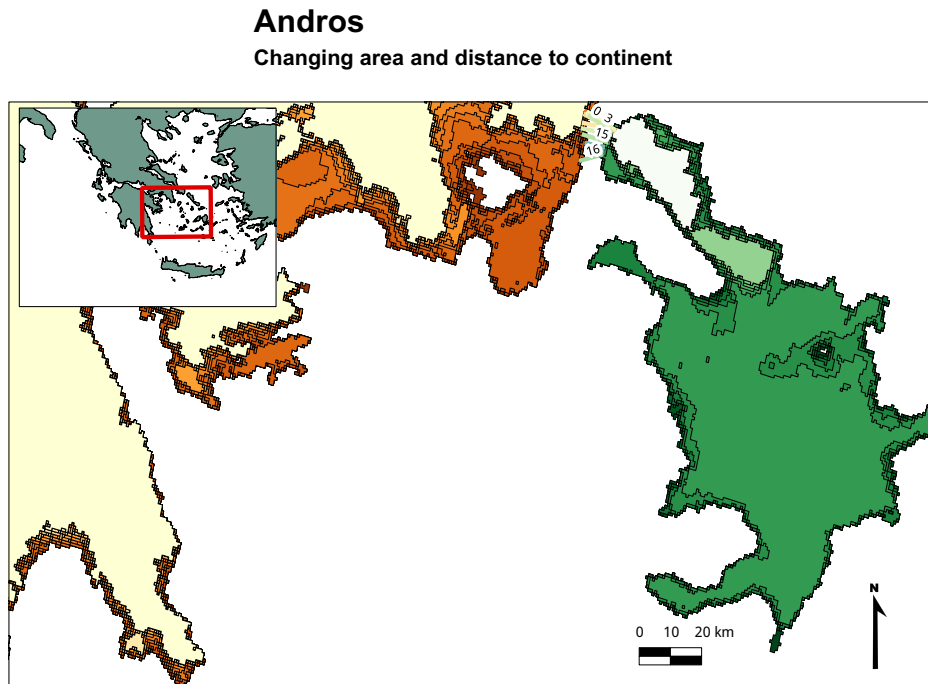 Andros
Changing area and distance to continent
0 3
15
16
N
0 10 20 km